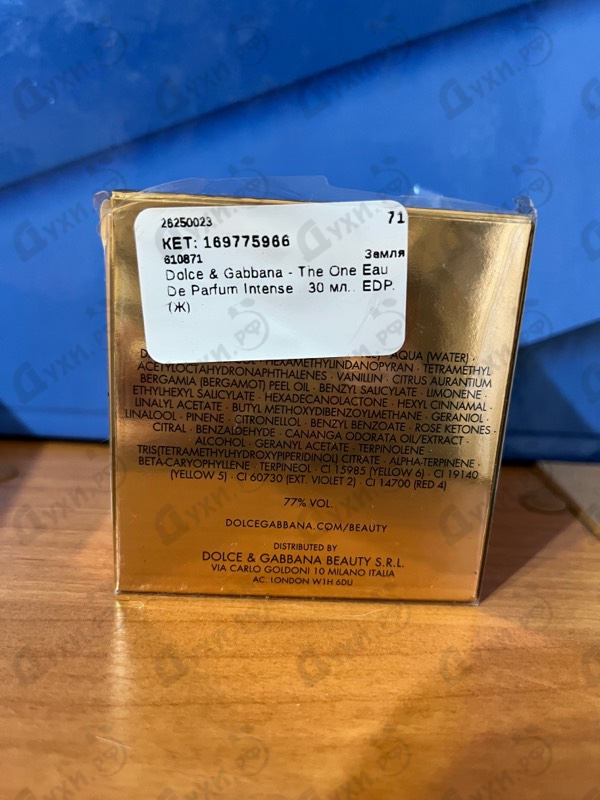 26250023 71
КЕТ: 169775966
610871 Замля
Dolce & Gabbana - The One Eau
De Parfum Intense 30 мл.. EDP.
(Ж)
AQUA (WATER) ·
HEXAMETHYLINDANOPYRAN · TETRAMETHYL
ACETYLOCTAHYDRONAPHTHALENES · VANILLIN · CITRUS AURANTIUM
BERGAMIA (BERGAMOT) PEEL OIL · BENZYL SALICYLATE · LIMONENE ·
ETHYLHEXYL SALICYLATE · HEXADECANOLACTONE · HEXYL CINNAMAL ·
LINALYL ACETATE · BUTYL METHOXYDIBENZOYLMETHANE · GERANIOL ·
LINALOOL · PINENE · CITRONELLOL · BENZYL BENZOATE · ROSE KETONES ·
CITRAL · BENZALDEHYDE · CANANGA ODORATA OIL/EXTRACT ·
ALCOHOL · GERANYL ACETATE · TERPINOLENE ·
TRIS(TETRAMETHYLHYDROXYPIPERIDINOL) CITRATE · ALPHA-TERPINENE ·
BETA-CARYOPHYLLENE · TERPINEOL · CI 15985 (YELLOW 6) · CI 19140
(YELLOW 5) · CI 60730 (EXT. VIOLET 2) · CI 14700 (RED 4)
77% VOL.
DOLCEGABBANA.COM/BEAUTY
DISTRIBUTED BY
DOLCE & GABBANA BEAUTY S.R.L.
VIA CARLO GOLDONI 10 MILANO ITALIA
AC. LONDON W1H 6DU